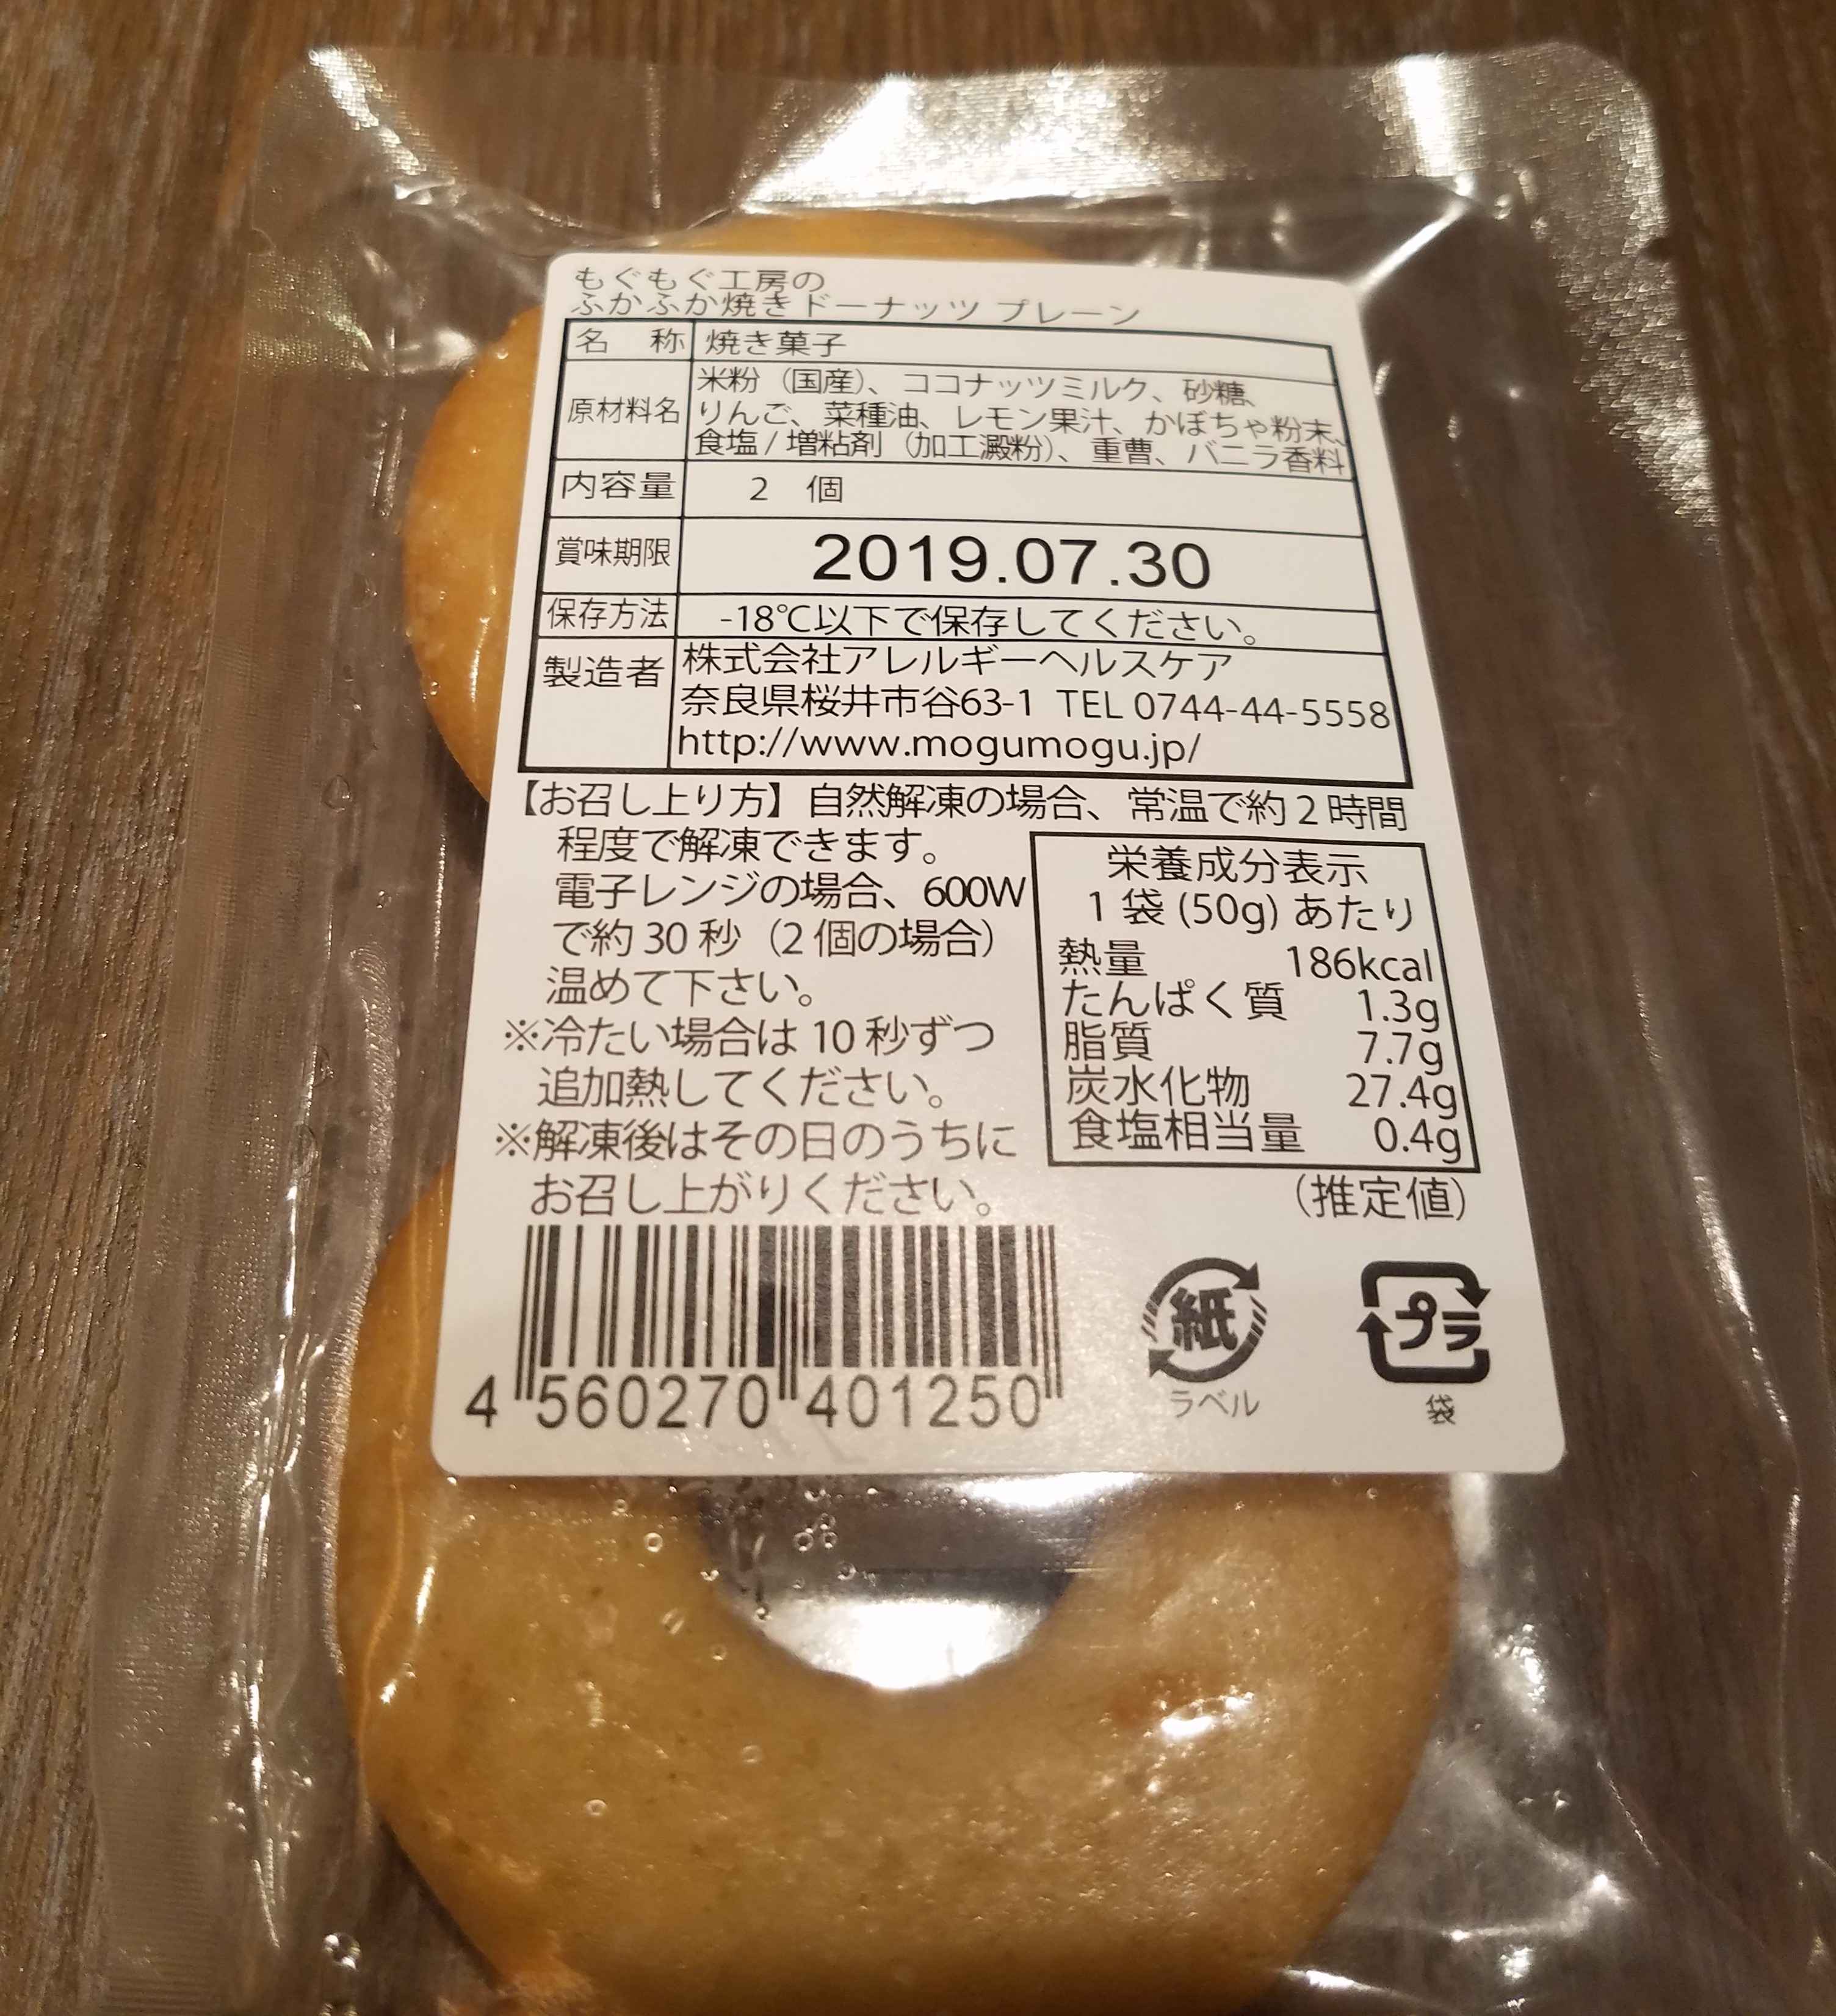 もぐもぐ工房の
ふかふか焼きドーナッツ プレーン
名 称 焼き菓子
原材料名 米粉（国産）、ココナッツミルク、砂糖、
りんご、菜種油、レモン果汁、かぼちゃ粉末、
食塩 / 増粘剤（加工澱粉）、重曹、バニラ香料
内容量 2 個
賞味期限 2019.07.30
保存方法 -18℃以下で保存してください。
製造者 株式会社アレルギーヘルスケア
奈良県桜井市谷63-1 TEL 0744-44-5558
http://www.mogumogu.jp/
【お召し上り方】自然解凍の場合、常温で約2時間
程度で解凍できます。
電子レンジの場合、600W
で約30秒（2個の場合）
温めて下さい。
※冷たい場合は10秒ずつ
追加熱してください。
※解凍後はその日のうちに
お召し上がりください。
栄養成分表示
1袋(50g)あたり
熱量 186kcal
たんぱく質 1.3g
脂質 7.7g
炭水化物 27.4g
食塩相当量 0.4g
（推定値）
4 560270 401250
紙
ラベル
プラ
袋